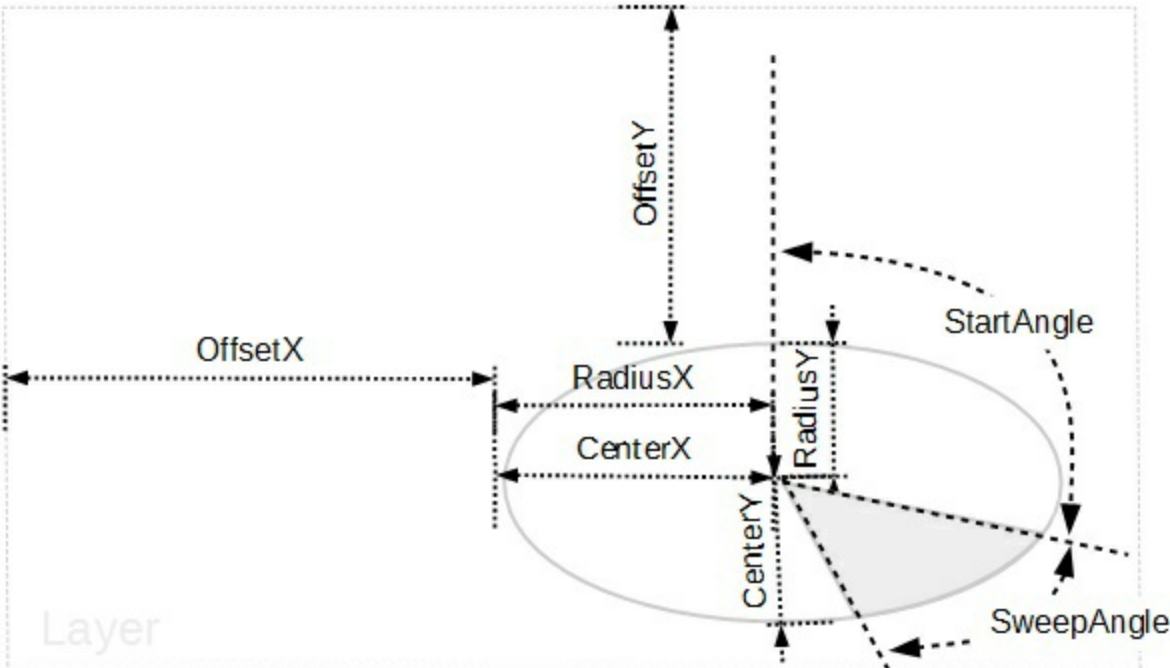 OffsetY
StartAngle
OffsetX
RadiusX
RadiusY
CenterX
CenterY
Layer
SweepAngle